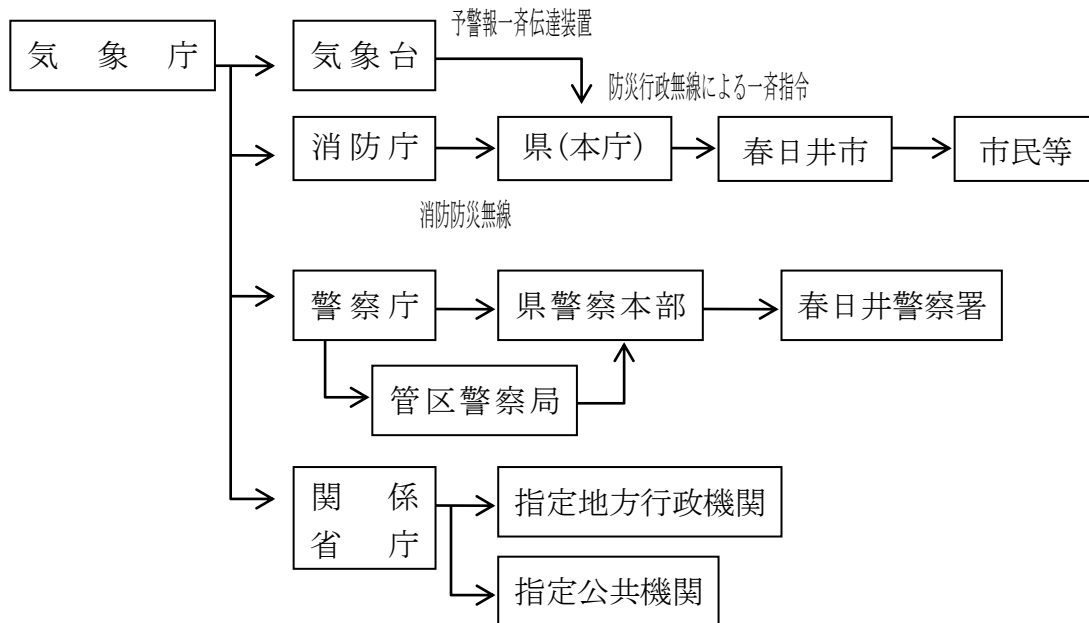 予警報一斉伝達装置
気象庁
気象台
防災行政無線による一斉指令
消防庁
県(本庁)
春日井市
市民等
消防防災無線
警察庁
県警察本部
春日井警察署
管区警察局
関係
省庁
指定地方行政機関
指定公共機関